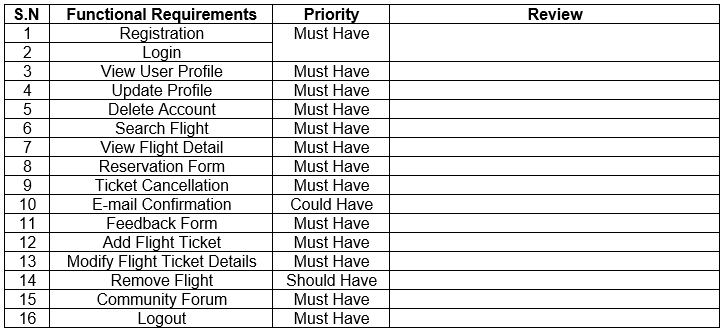 S.N Functional Requirements Priority Review
1 Registration Must Have
2 Login
3 View User Profile Must Have
4 Update Profile Must Have
5 Delete Account Must Have
6 Search Flight Must Have
7 View Flight Detail Must Have
8 Reservation Form Must Have
9 Ticket Cancellation Must Have
10 E-mail Confirmation Could Have
11 Feedback Form Must Have
12 Add Flight Ticket Must Have
13 Modify Flight Ticket Details Must Have
14 Remove Flight Should Have
15 Community Forum Must Have
16 Logout Must Have